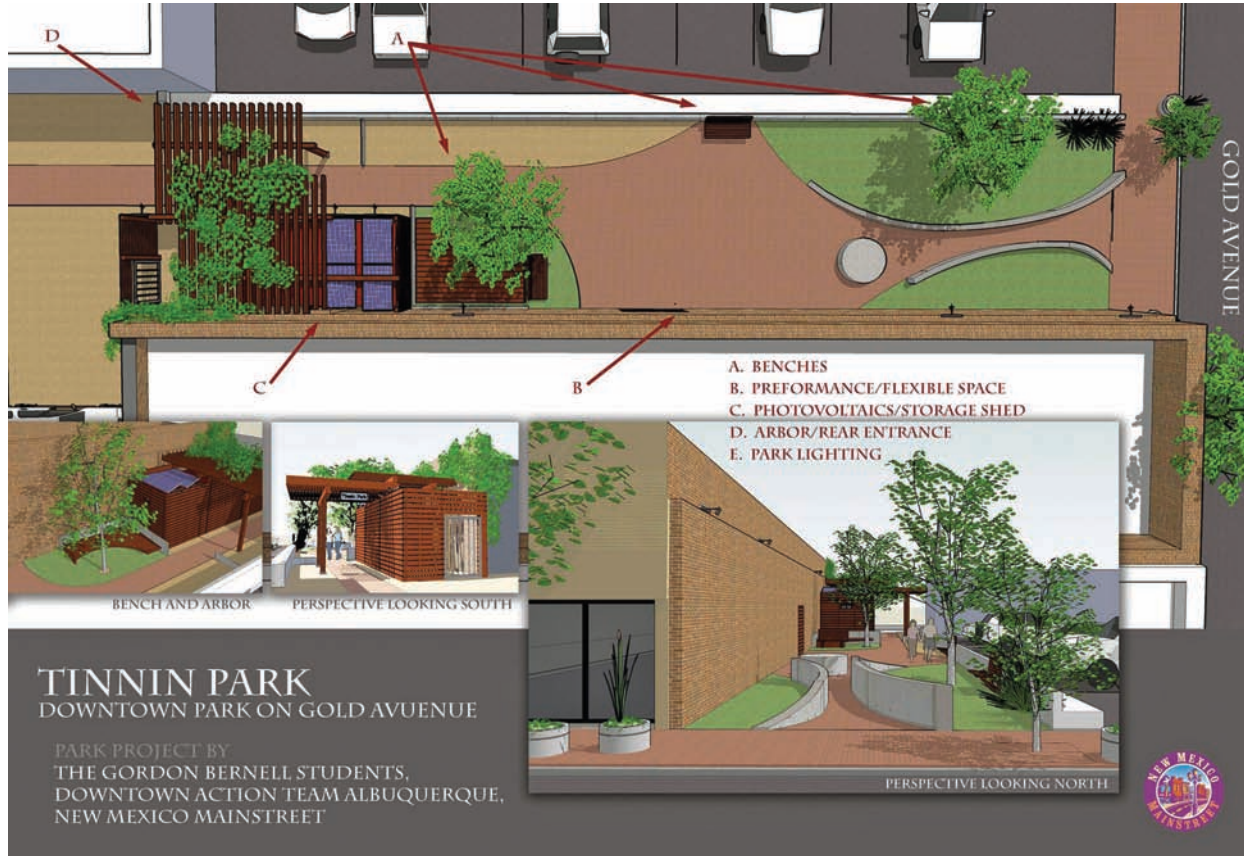 D
A
GOLD AVENUE
C
B
A. BENCHES
B. PREFORMANCE/FLEXIBLE SPACE
C. PHOTOVOLTAICS/STORAGE SHED
D. ARBOR/REAR ENTRANCE
E. PARK LIGHTING
Tinnin Park
BENCH AND ARBOR
PERSPECTIVE LOOKING SOUTH
PERSPECTIVE LOOKING NORTH
TINNIN PARK
DOWNTOWN PARK ON GOLD AVUENUE
PARK PROJECT BY
THE GORDON BERNELL STUDENTS,
DOWNTOWN ACTION TEAM ALBUQUERQUE,
NEW MEXICO MAINSTREET
NEW MEXICO
MAINSTREET